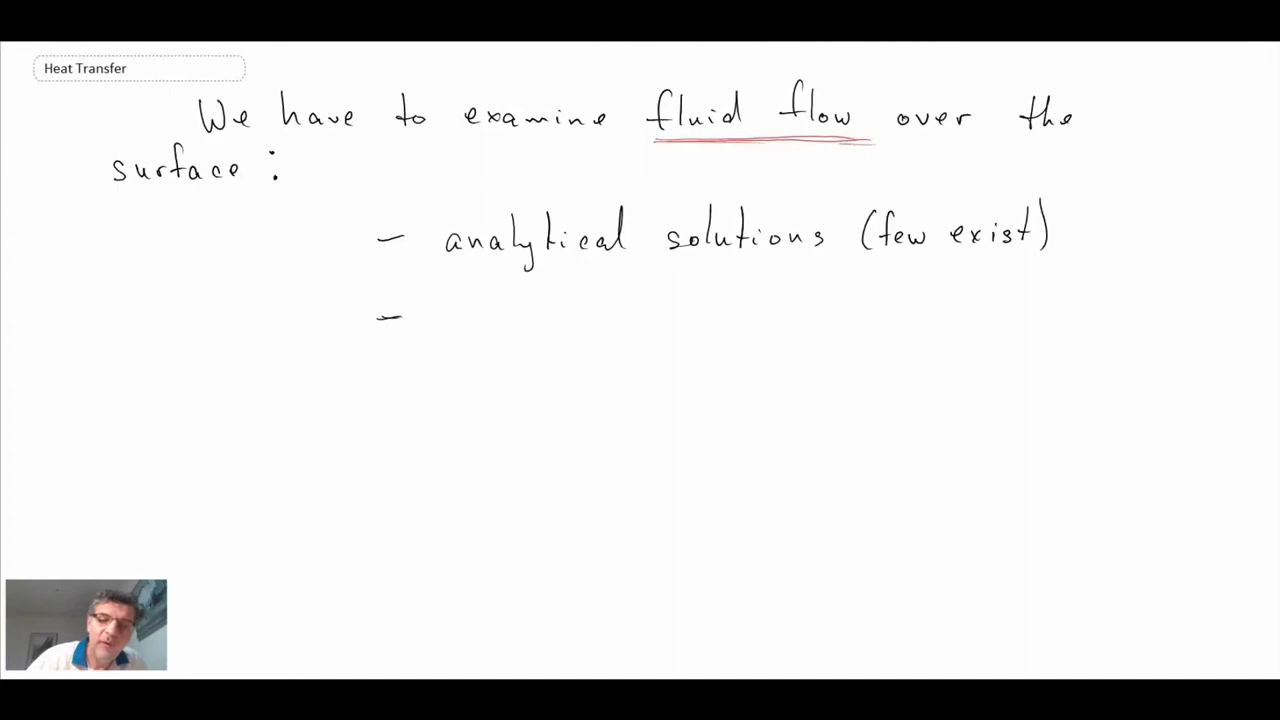 Heat Transfer
We have to examine fluid flow over the
surface :
- analytical solutions (few exist)
-